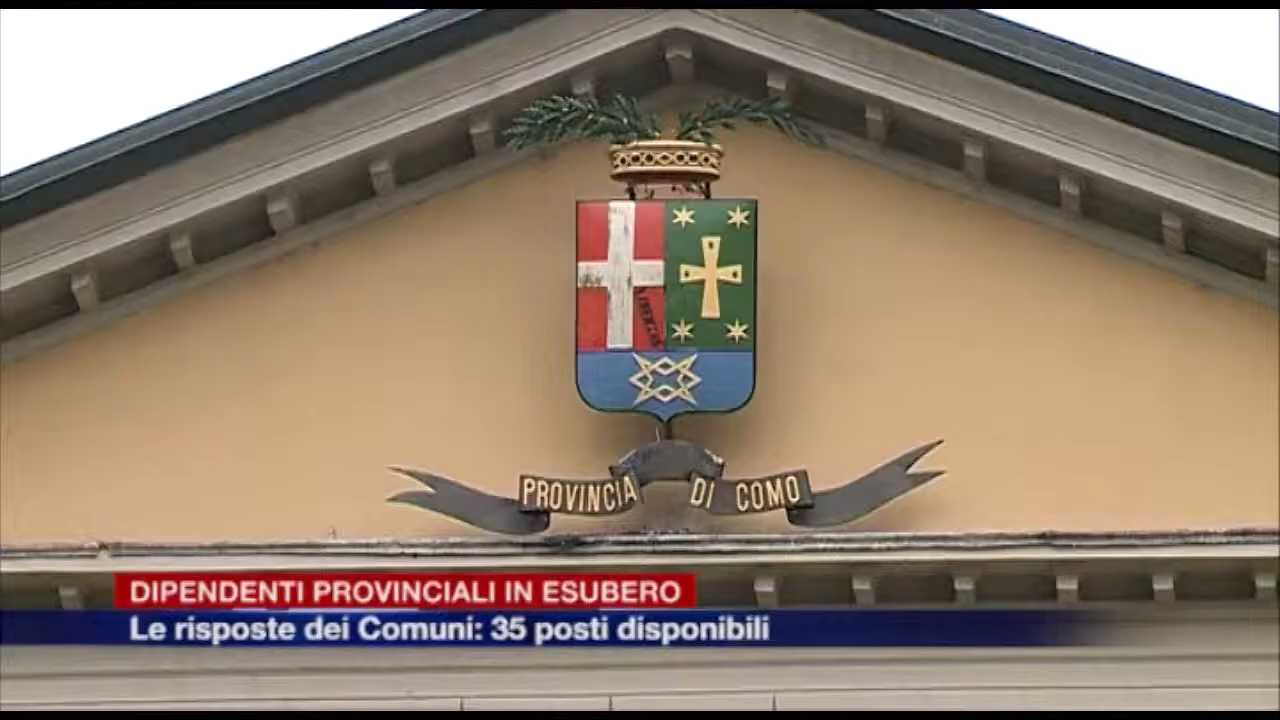 PROVINCIA DI COMO
DIPENDENTI PROVINCIALI IN ESUBERO
Le risposte dei Comuni: 35 posti disponibili